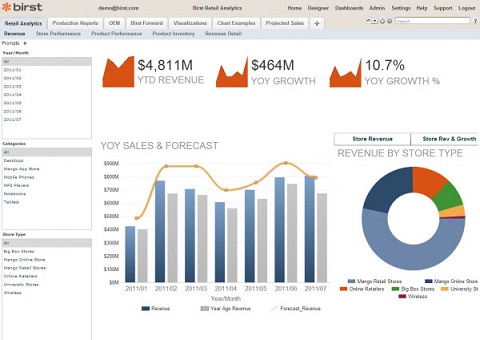 birst
demo@birst.com
Birst Retail Analytics
Home Designer Dashboards Admin Settings Help Support Logout
Retail Analytics Production Reports OEM Birst Forward Visualizations Chart Examples Projected Sales +
Search
Revenue Store Performance Product Performance Product Inventory Revenue Detail
Prompts
Year/Month
All
2011/01
2011/02
2011/03
2011/04
2011/05
2011/06
2011/07
Categories
All
Desktops
Mango App Store
Mobile Phones
MP3 Players
Notebooks
Tablets
Store Type
All
Big Box Stores
Mango Online Store
Mango Retail Stores
Online Retailers
University Stores
Wireless
$4,811M
YTD REVENUE
$464M
YOY GROWTH
10.7%
YOY GROWTH %
YOY SALES & FORECAST
$900M
$800M
$700M
$600M
$500M
$400M
$300M
$200M
$100M
$0M
2011/01 2011/02 2011/03 2011/04 2011/05 2011/06 2011/07
Year/Month
Revenue Year Ago Revenue Forecast_Revenue
Store Revenue Store Rev & Growth
REVENUE BY STORE TYPE
Mango Retail Stores Mango Online Store
Online Retailers Big Box Stores University St
Wireless